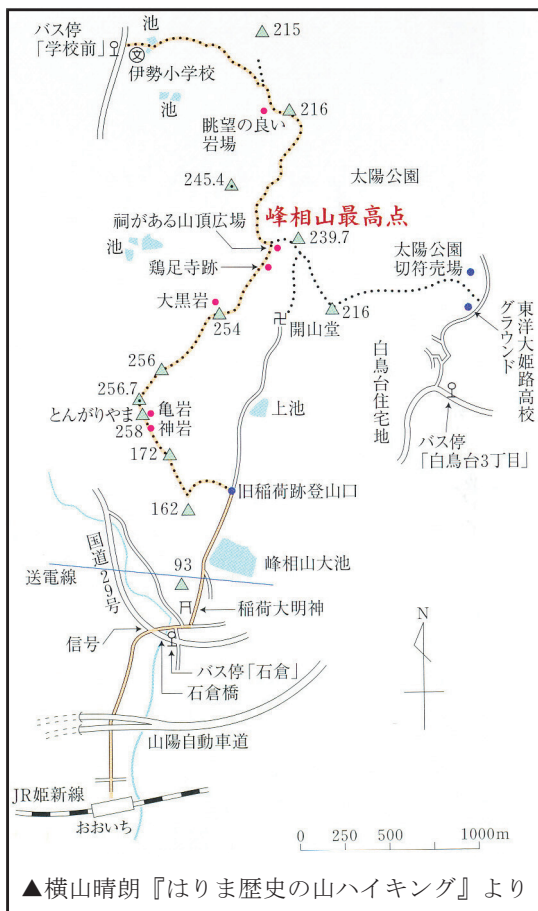 バス停
「学校前」
池
215
文
伊勢小学校
池
眺望の良い
岩場
216
245.4
太陽公園
峰相山最高点
祠がある山頂広場
239.7
池
鶏足寺跡
太陽公園
切符売場
大黒岩
254
卍
開山堂
216
東洋大姫路高校
グラウンド
白鳥台住宅地
256
256.7
とんがりやま
亀岩
258
神岩
上池
バス停
「白鳥台3丁目」
172
162
旧稲荷跡登山口
国道29号
送電線
93
峰相山大池
稲荷大明神
N
信号
バス停「石倉」
石倉橋
山陽自動車道
JR姫新線
おおいち
0 250 500 1000m
▲横山晴朗『はりま歴史の山ハイキング』より